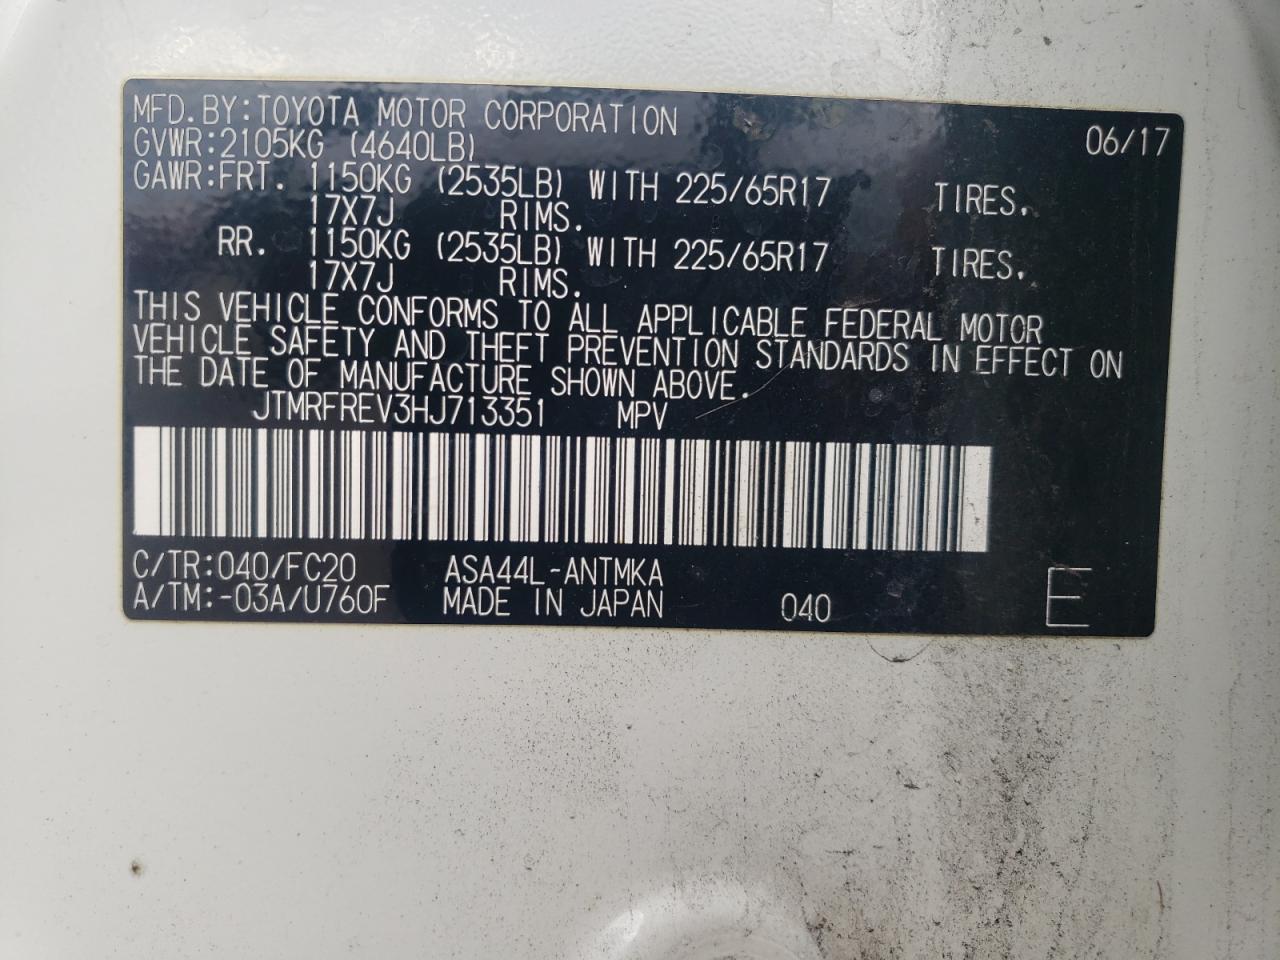 MFD.BY:TOYOTA MOTOR CORPORATION 06/17
GVWR:2105KG (4640LB)
GAWR:FRT. 1150KG (2535LB) WITH 225/65R17 TIRES.
17X7J RIMS.
RR. 1150KG (2535LB) WITH 225/65R17 TIRES.
17X7J RIMS.
THIS VEHICLE CONFORMS TO ALL APPLICABLE FEDERAL MOTOR
VEHICLE SAFETY AND THEFT PREVENTION STANDARDS IN EFFECT ON
THE DATE OF MANUFACTURE SHOWN ABOVE.
JTMRFREV3HJ713351 MPV
C/TR:040/FC20 ASA44L-ANTMKA
A/TM:-03A/U760F MADE IN JAPAN 040 E